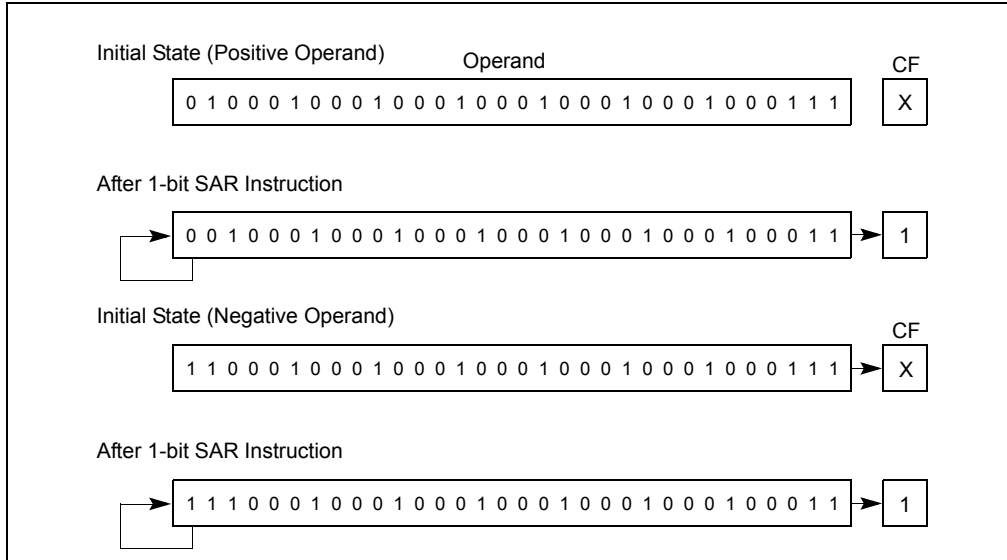 Initial State (Positive Operand)
Operand
CF
0 1 0 0 0 1 0 0 0 1 0 0 0 1 0 0 0 1 0 0 0 1 0 0 0 1 0 0 0 1 1 1
X
After 1-bit SAR Instruction
0 0 1 0 0 0 1 0 0 0 1 0 0 0 1 0 0 0 1 0 0 0 1 0 0 0 1 0 0 0 1 1
1
Initial State (Negative Operand)
CF
1 1 0 0 0 1 0 0 0 1 0 0 0 1 0 0 0 1 0 0 0 1 0 0 0 1 0 0 0 1 1 1
X
After 1-bit SAR Instruction
1 1 1 0 0 0 1 0 0 0 1 0 0 0 1 0 0 0 1 0 0 0 1 0 0 0 1 0 0 0 1 1
1